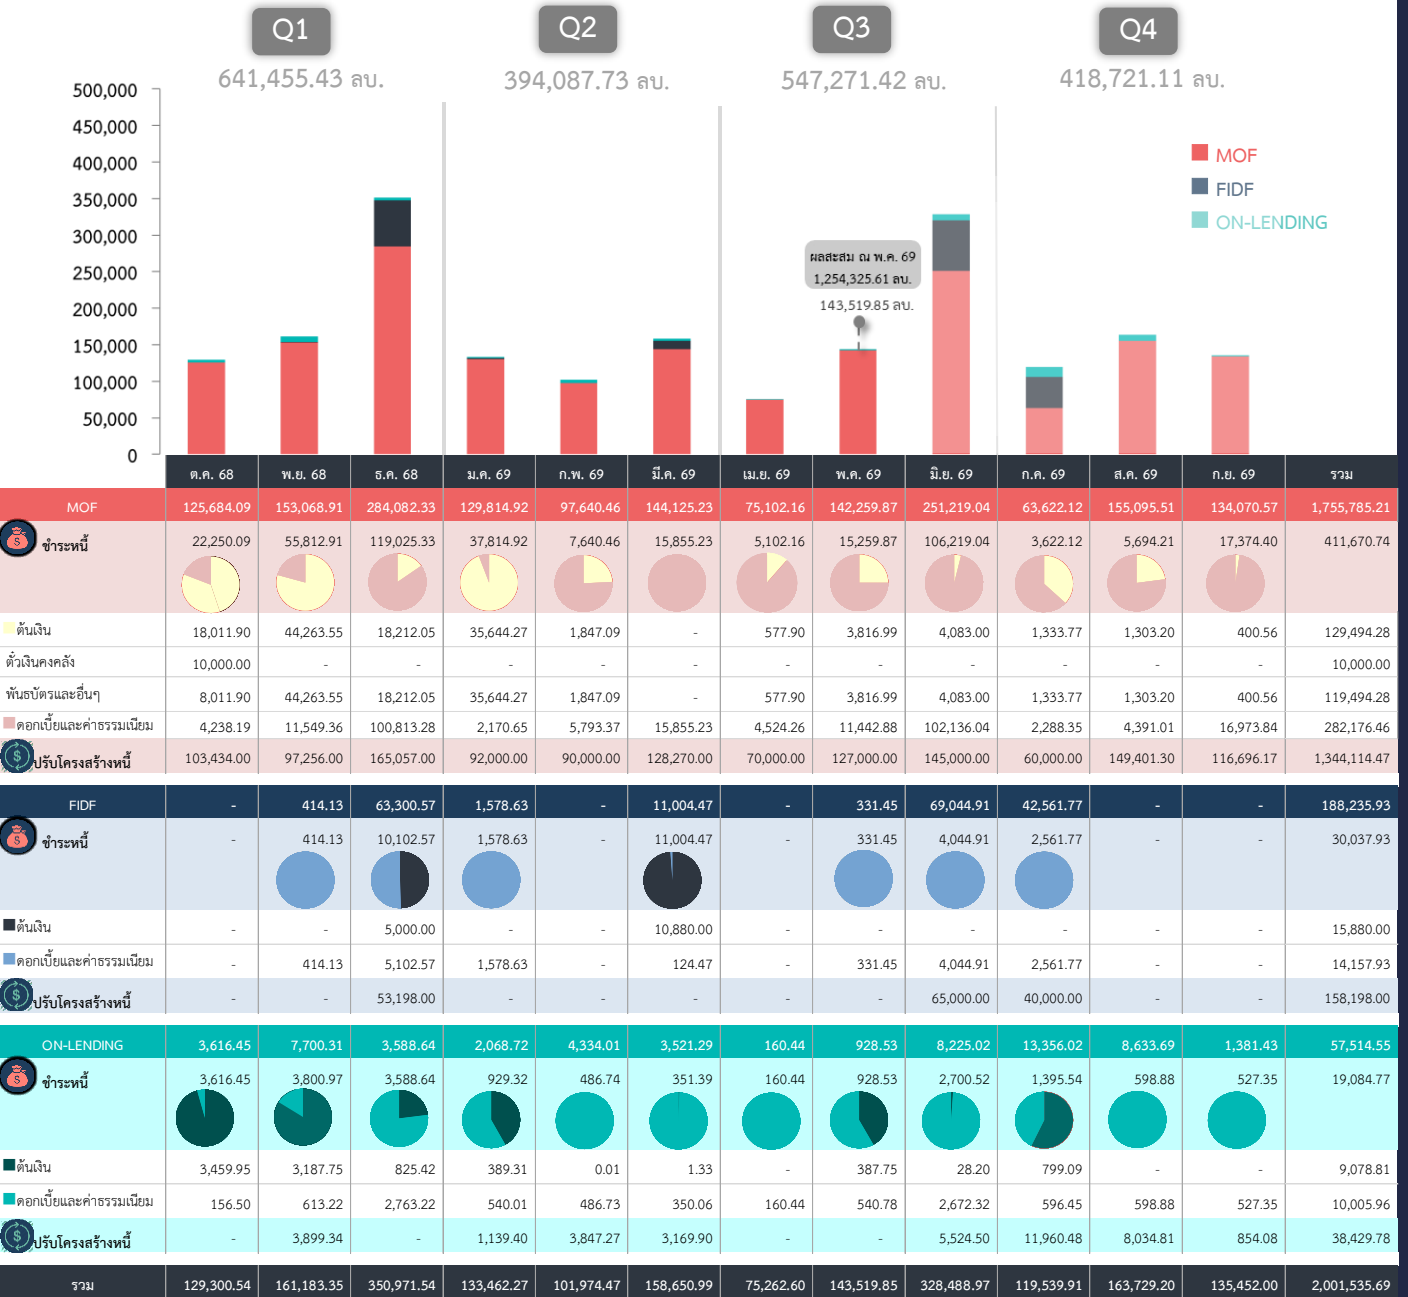 Q1 Q2 Q3 Q4
641,455.43 ลบ. 394,087.73 ลบ. 547,271.42 ลบ. 418,721.11 ลบ.
500,000
450,000
400,000
350,000
300,000
250,000
200,000
150,000
100,000
50,000
0
MOF
FIDF
ON-LENDING
ผลสะสม ณ พ.ค. 69
1,254,325.61 ลบ.
143,519.85 ลบ.
ต.ค. 68 พ.ย. 68 ธ.ค. 68 ม.ค. 69 ก.พ. 69 มี.ค. 69 เม.ย. 69 พ.ค. 69 มิ.ย. 69 ก.ค. 69 ส.ค. 69 ก.ย. 69 รวม
MOF 125,684.09 153,068.91 284,082.33 129,814.92 97,640.46 144,125.23 75,102.16 142,259.87 251,219.04 63,622.12 155,095.51 134,070.57 1,755,785.21
ชำระหนี้ 22,250.09 55,812.91 119,025.33 37,814.92 7,640.46 15,855.23 5,102.16 15,259.87 106,219.04 3,622.12 5,694.21 17,374.40 411,670.74
ต้นเงิน 18,011.90 44,263.55 18,212.05 35,644.27 1,847.09 - 577.90 3,816.99 4,083.00 1,333.77 1,303.20 400.56 129,494.28
ตั๋วเงินคงคลัง 10,000.00 - - - - - - - - - - - 10,000.00
พันธบัตรและอื่นๆ 8,011.90 44,263.55 18,212.05 35,644.27 1,847.09 - 577.90 3,816.99 4,083.00 1,333.77 1,303.20 400.56 119,494.28
ดอกเบี้ยและค่าธรรมเนียม 4,238.19 11,549.36 100,813.28 2,170.65 5,793.37 15,855.23 4,524.26 11,442.88 102,136.04 2,288.35 4,391.01 16,973.84 282,176.46
ปรับโครงสร้างหนี้ 103,434.00 97,256.00 165,057.00 92,000.00 90,000.00 128,270.00 70,000.00 127,000.00 145,000.00 60,000.00 149,401.30 116,696.17 1,344,114.47
FIDF - 414.13 63,300.57 1,578.63 - 11,004.47 - 331.45 69,044.91 42,561.77 - - 188,235.93
ชำระหนี้ - 414.13 10,102.57 1,578.63 - 11,004.47 - 331.45 4,044.91 2,561.77 - - 30,037.93
ต้นเงิน - - 5,000.00 - - 10,880.00 - - - - - - 15,880.00
ดอกเบี้ยและค่าธรรมเนียม - 414.13 5,102.57 1,578.63 - 124.47 - 331.45 4,044.91 2,561.77 - - 14,157.93
ปรับโครงสร้างหนี้ - - 53,198.00 - - - - - 65,000.00 40,000.00 - - 158,198.00
ON-LENDING 3,616.45 7,700.31 3,588.64 2,068.72 4,334.01 3,521.29 160.44 928.53 8,225.02 13,356.02 8,633.69 1,381.43 57,514.55
ชำระหนี้ 3,616.45 3,800.97 3,588.64 929.32 486.74 351.39 160.44 928.53 2,700.52 1,395.54 598.88 527.35 19,084.77
ต้นเงิน 3,459.95 3,187.75 825.42 389.31 0.01 1.33 - 387.75 28.20 799.09 - - 9,078.81
ดอกเบี้ยและค่าธรรมเนียม 156.50 613.22 2,763.22 540.01 486.73 350.06 160.44 540.78 2,672.32 596.45 598.88 527.35 10,005.96
ปรับโครงสร้างหนี้ - 3,899.34 - 1,139.40 3,847.27 3,169.90 - - 5,524.50 11,960.48 8,034.81 854.08 38,429.78
รวม 129,300.54 161,183.35 350,971.54 133,462.27 101,974.47 158,650.99 75,262.60 143,519.85 328,488.97 119,539.91 163,729.20 135,452.00 2,001,535.69